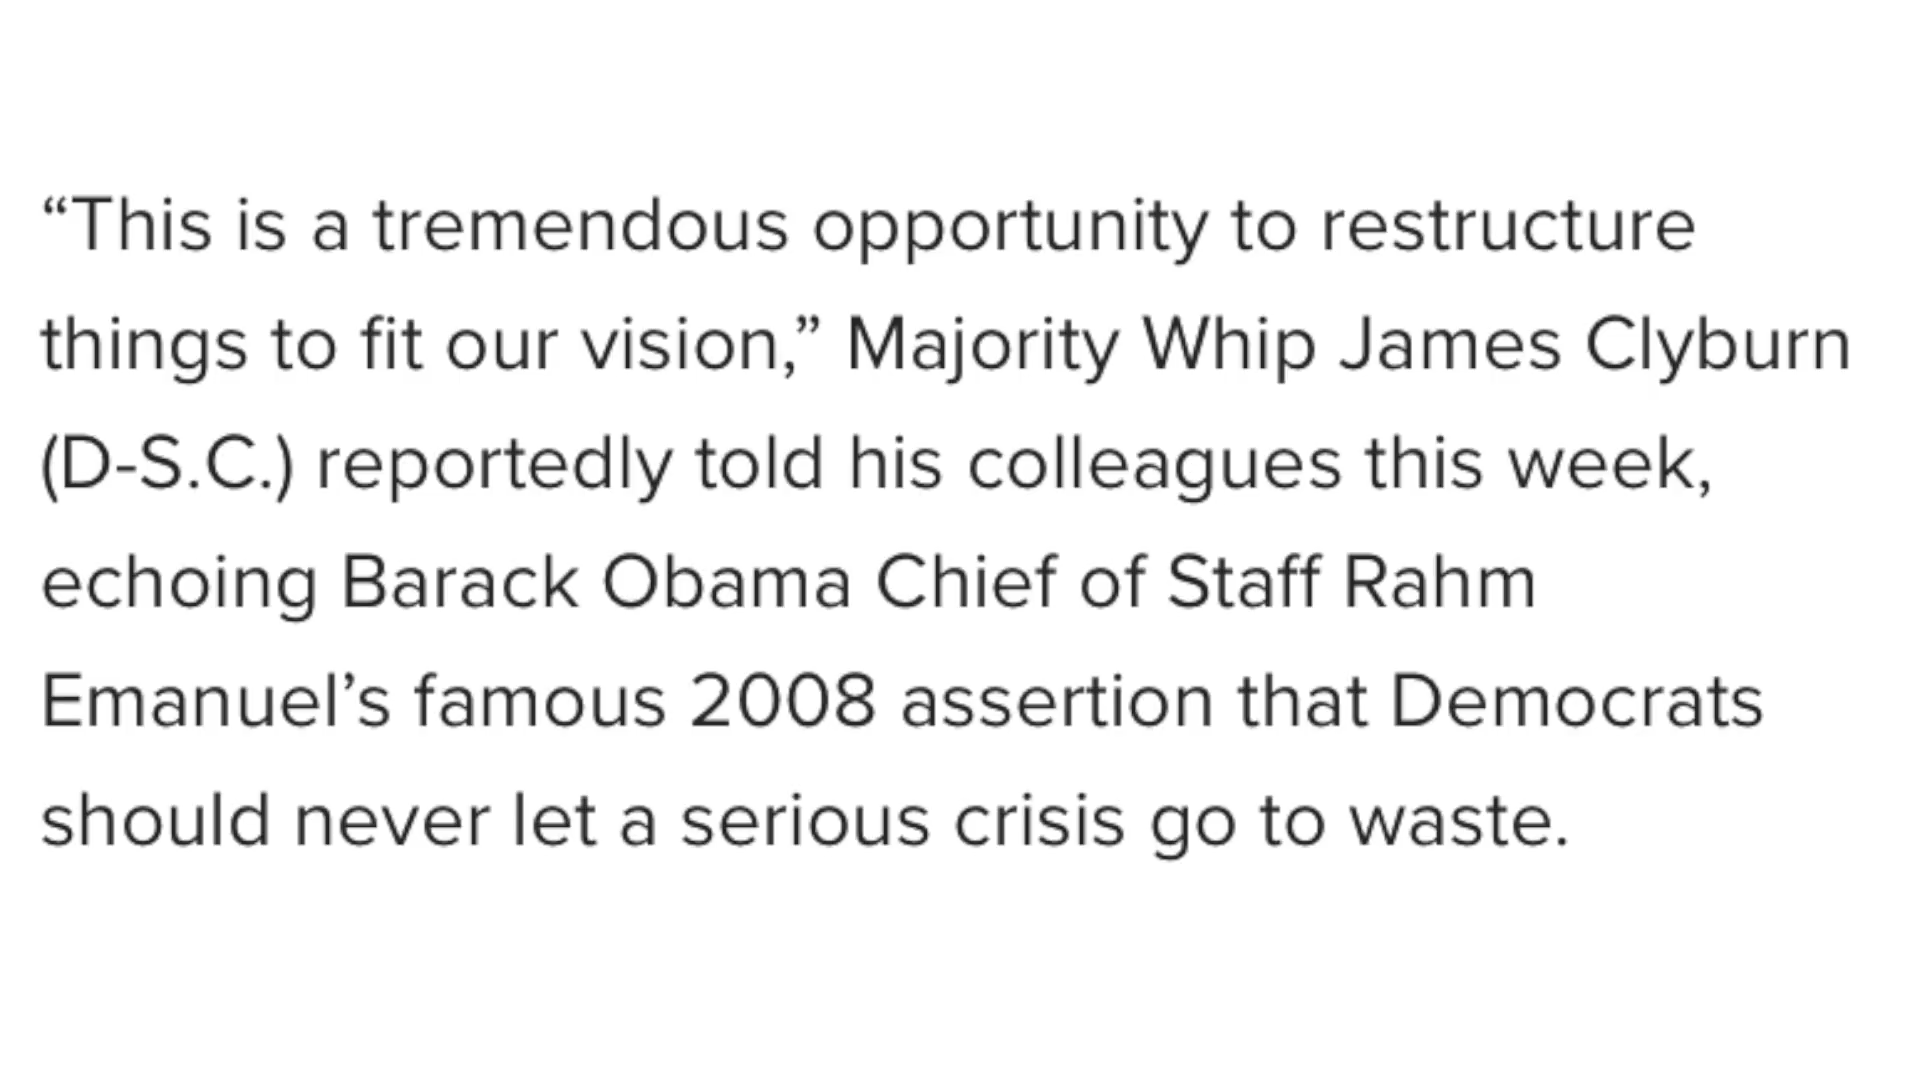 “This is a tremendous opportunity to restructure
things to fit our vision,” Majority Whip James Clyburn
(D-S.C.) reportedly told his colleagues this week,
echoing Barack Obama Chief of Staff Rahm
Emanuel’s famous 2008 assertion that Democrats
should never let a serious crisis go to waste.